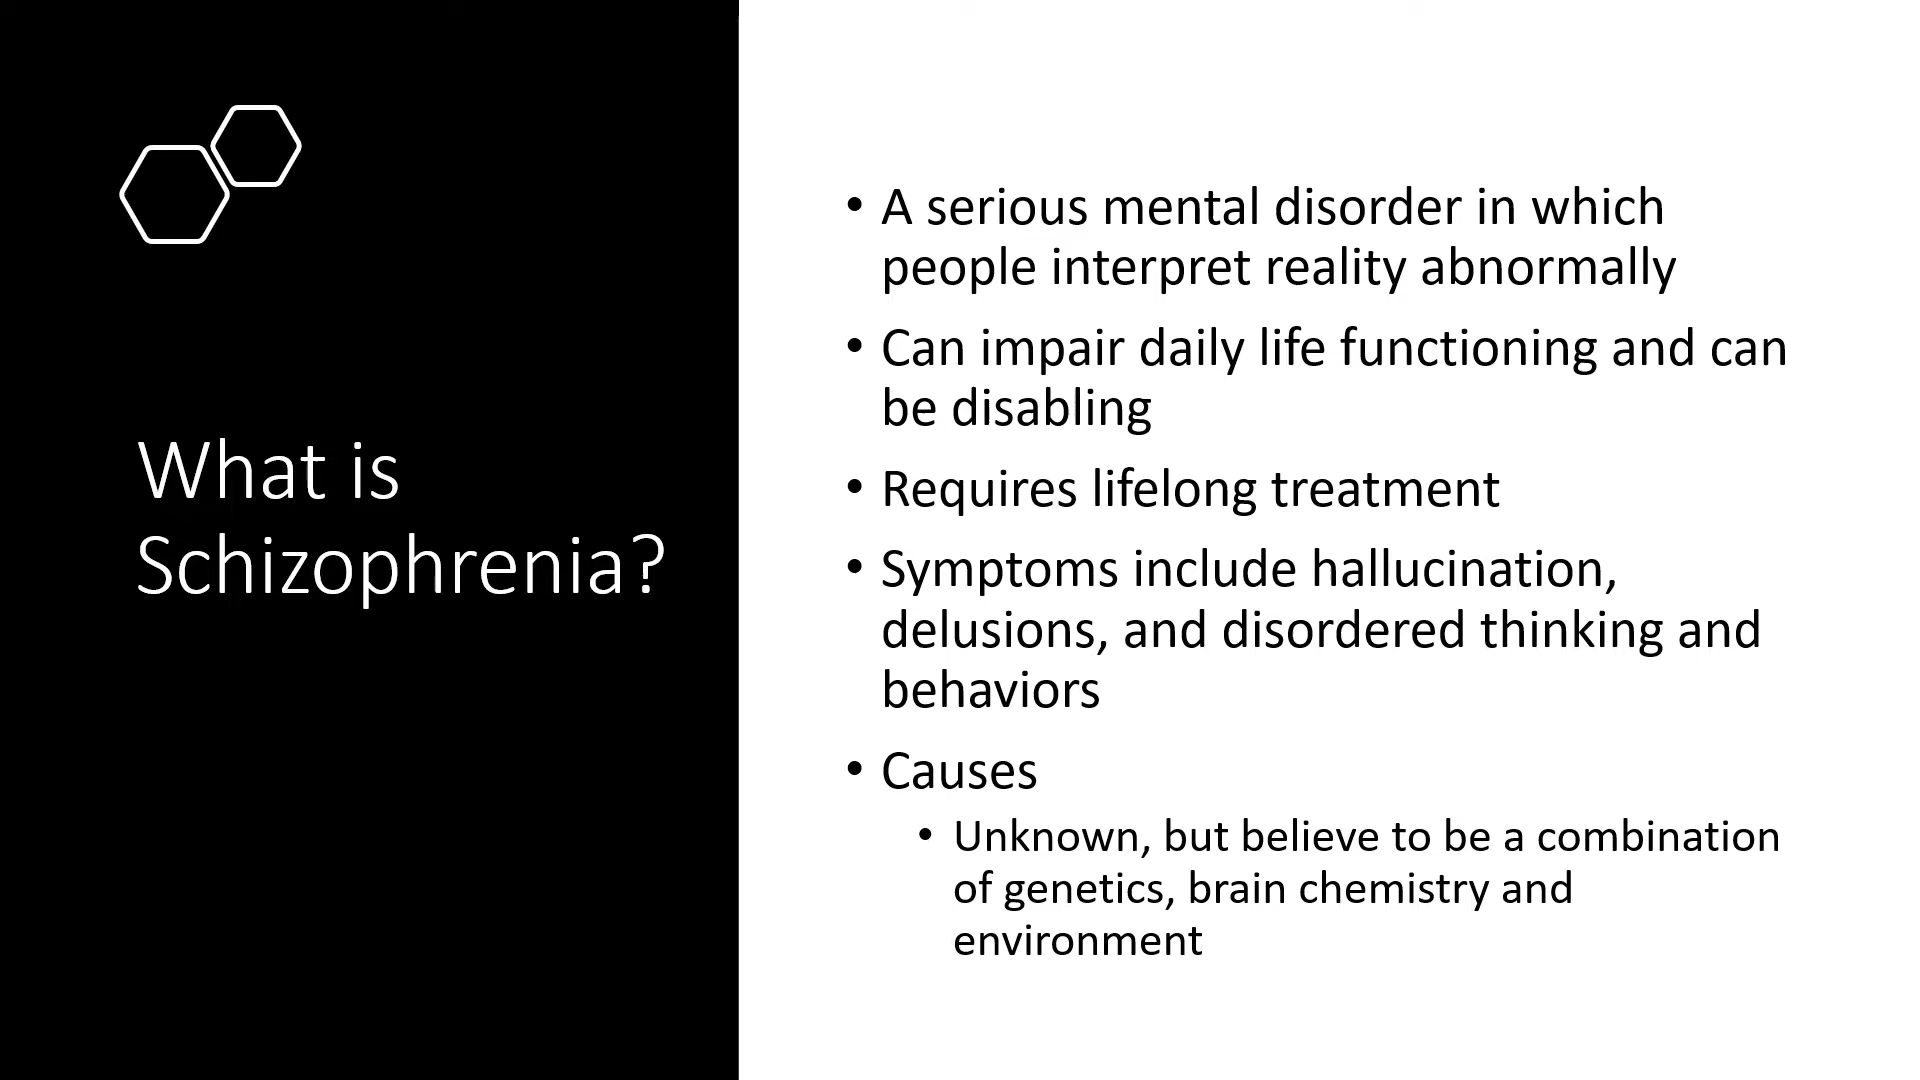 What is
Schizophrenia?
• A serious mental disorder in which
people interpret reality abnormally
• Can impair daily life functioning and can
be disabling
• Requires lifelong treatment
• Symptoms include hallucination,
delusions, and disordered thinking and
behaviors
• Causes
• Unknown, but believe to be a combination
of genetics, brain chemistry and
environment